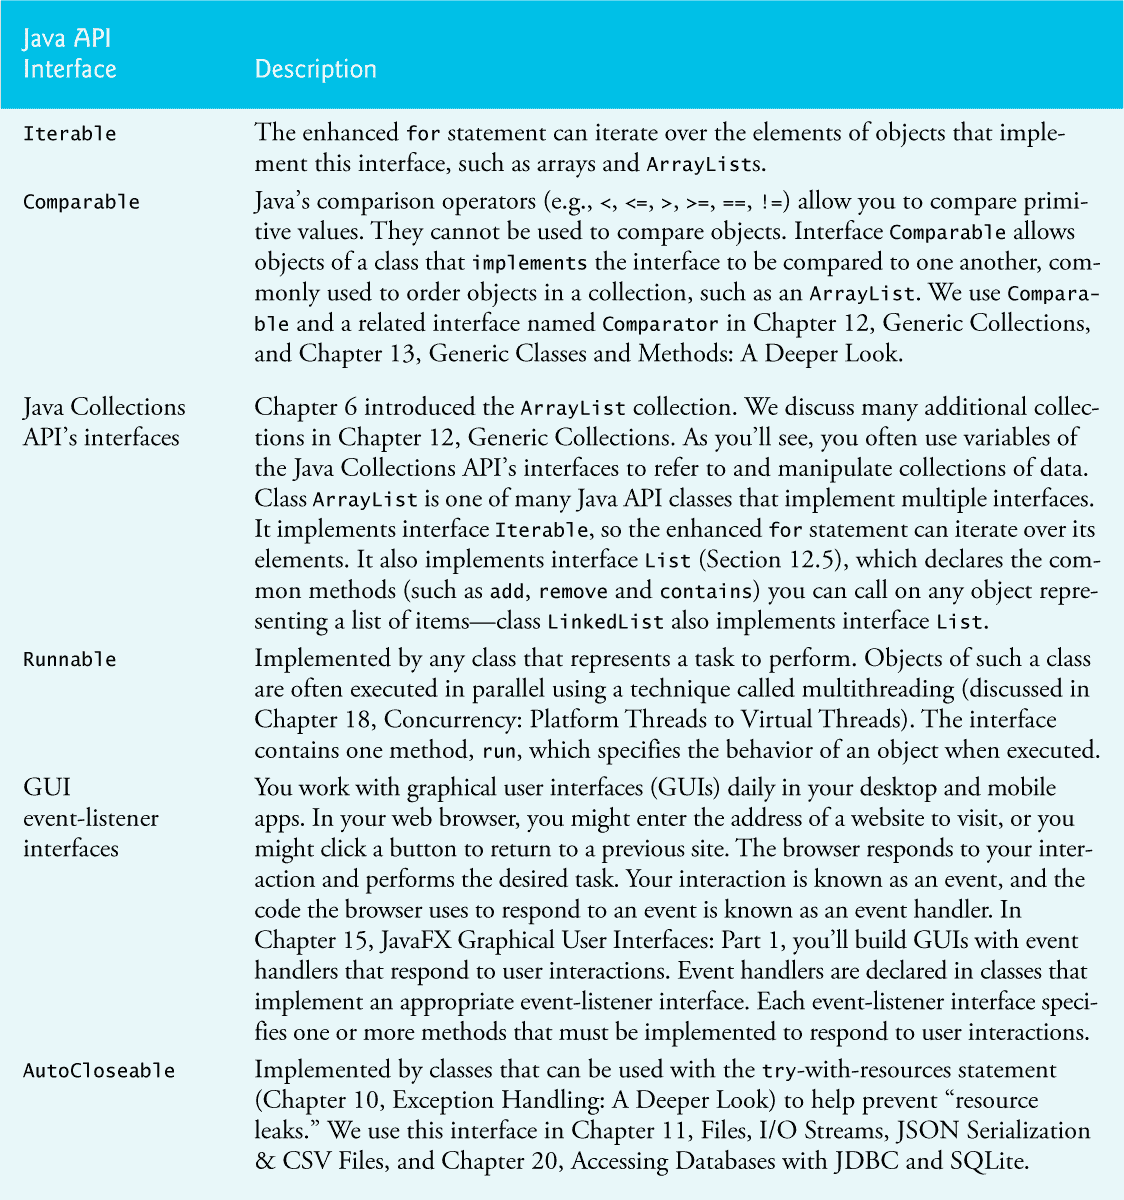 Java API
Interface
Description
Iterable
The enhanced for statement can iterate over the elements of objects that imple-
ment this interface, such as arrays and ArrayLists.
Comparable
Java’s comparison operators (e.g., <, <=, >, >=, ==, !=) allow you to compare primi-
tive values. They cannot be used to compare objects. Interface Comparable allows
objects of a class that implements the interface to be compared to one another, com-
monly used to order objects in a collection, such as an ArrayList. We use Compara-
ble and a related interface named Comparator in Chapter 12, Generic Collections,
and Chapter 13, Generic Classes and Methods: A Deeper Look.
Java Collections
API’s interfaces
Chapter 6 introduced the ArrayList collection. We discuss many additional collec-
tions in Chapter 12, Generic Collections. As you’ll see, you often use variables of
the Java Collections API’s interfaces to refer to and manipulate collections of data.
Class ArrayList is one of many Java API classes that implement multiple interfaces.
It implements interface Iterable, so the enhanced for statement can iterate over its
elements. It also implements interface List (Section 12.5), which declares the com-
mon methods (such as add, remove and contains) you can call on any object repre-
senting a list of items—class LinkedList also implements interface List.
Runnable
Implemented by any class that represents a task to perform. Objects of such a class
are often executed in parallel using a technique called multithreading (discussed in
Chapter 18, Concurrency: Platform Threads to Virtual Threads). The interface
contains one method, run, which specifies the behavior of an object when executed.
GUI
event-listener
interfaces
You work with graphical user interfaces (GUIs) daily in your desktop and mobile
apps. In your web browser, you might enter the address of a website to visit, or you
might click a button to return to a previous site. The browser responds to your inter-
action and performs the desired task. Your interaction is known as an event, and the
code the browser uses to respond to an event is known as an event handler. In
Chapter 15, JavaFX Graphical User Interfaces: Part 1, you’ll build GUIs with event
handlers that respond to user interactions. Event handlers are declared in classes that
implement an appropriate event-listener interface. Each event-listener interface speci-
fies one or more methods that must be implemented to respond to user interactions.
AutoCloseable
Implemented by classes that can be used with the try-with-resources statement
(Chapter 10, Exception Handling: A Deeper Look) to help prevent “resource
leaks.” We use this interface in Chapter 11, Files, I/O Streams, JSON Serialization
& CSV Files, and Chapter 20, Accessing Databases with JDBC and SQLite.